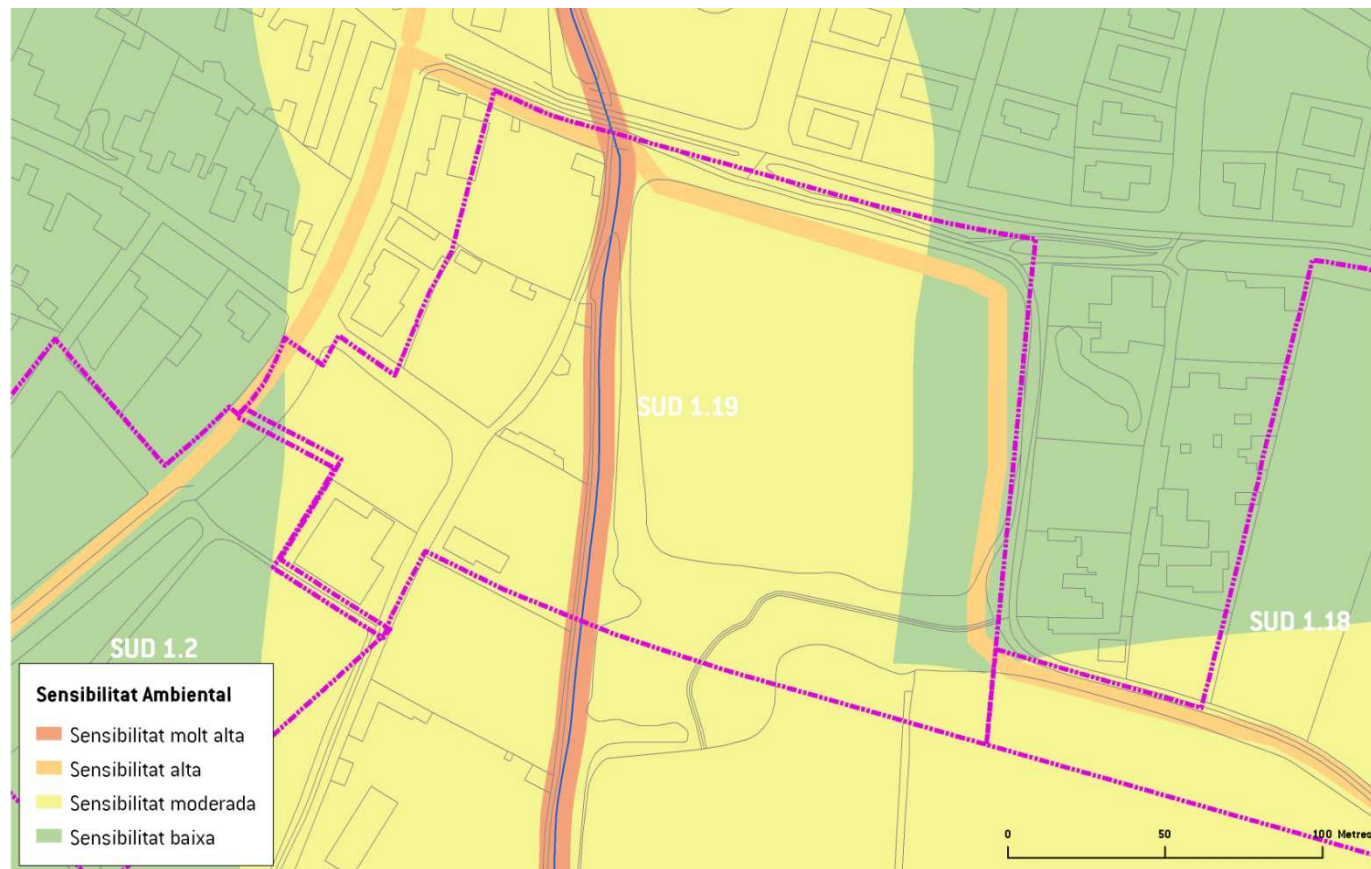 SUD 1.19
SUD 1.18
SUD 1.2
Sensibilitat Ambiental
Sensibilitat molt alta
Sensibilitat alta
Sensibilitat moderada
Sensibilitat baixa
0 50 100 Metres